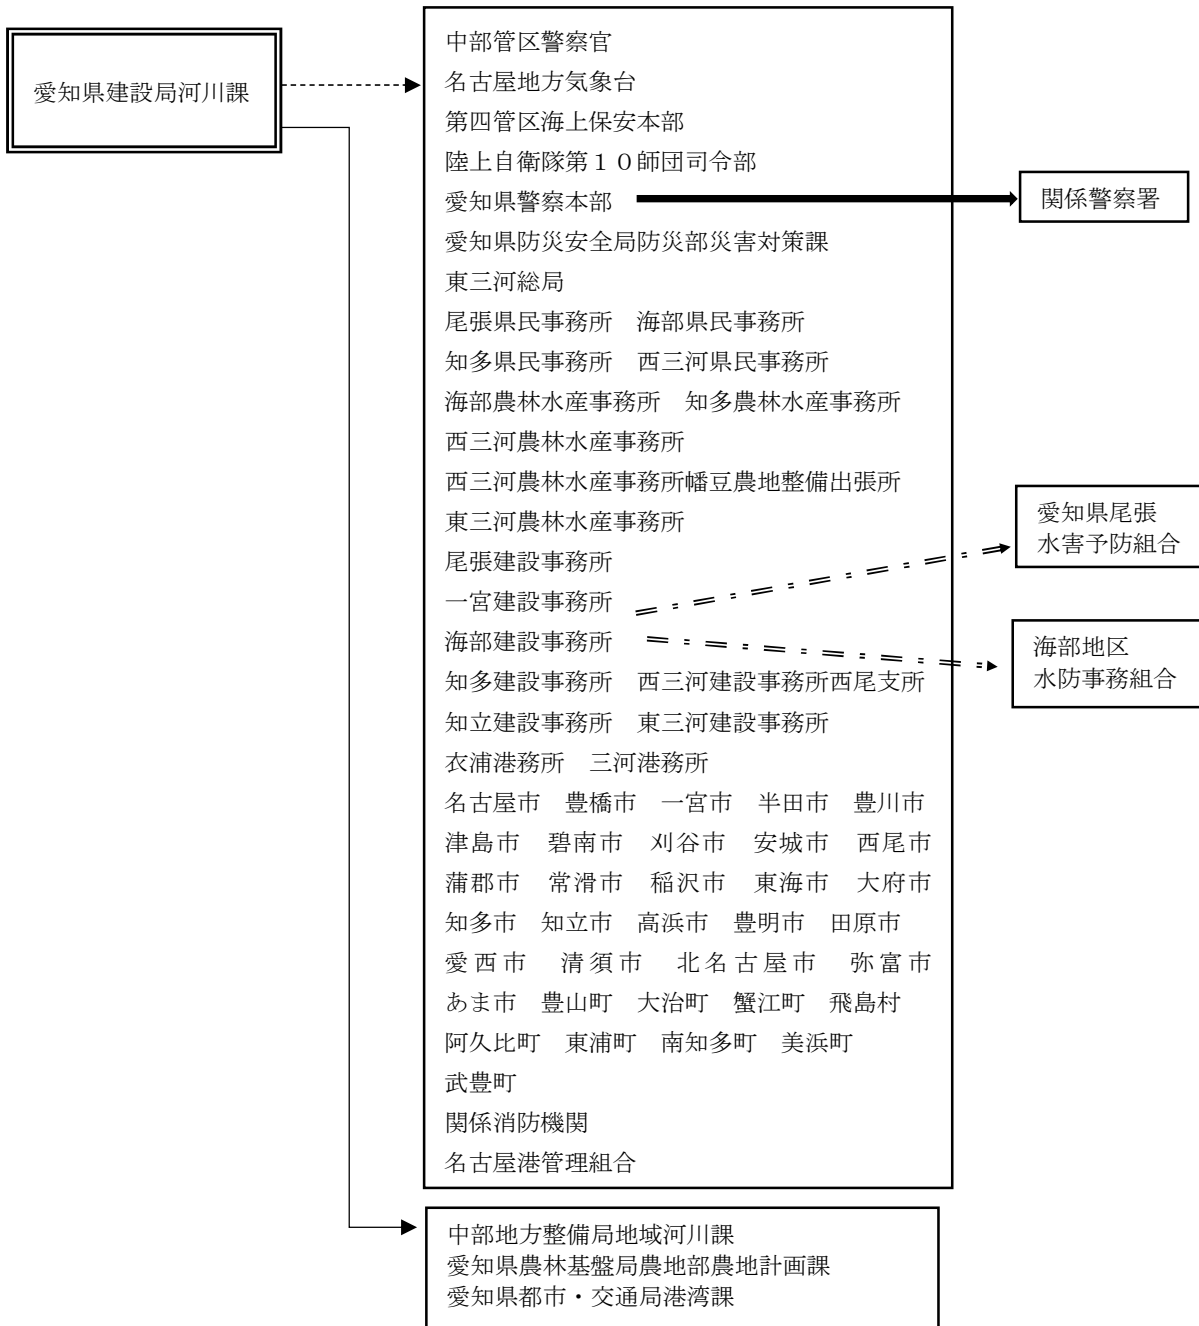 愛知県建設局河川課
中部管区警察官
名古屋地方気象台
第四管区海上保安本部
陸上自衛隊第１０師団司令部
愛知県警察本部
愛知県防災安全局防災部災害対策課
東三河総局
尾張県民事務所　海部県民事務所
知多県民事務所　西三河県民事務所
海部農林水産事務所　知多農林水産事務所
西三河農林水産事務所
西三河農林水産事務所幡豆農地整備出張所
東三河農林水産事務所
尾張建設事務所
一宮建設事務所
海部建設事務所
知多建設事務所　西三河建設事務所西尾支所
知立建設事務所　東三河建設事務所
衣浦港務所　三河港務所
名古屋市　豊橋市　一宮市　半田市　豊川市
津島市　碧南市　刈谷市　安城市　西尾市
蒲郡市　常滑市　稲沢市　東海市　大府市
知多市　知立市　高浜市　豊明市　田原市
愛西市　清須市　北名古屋市　弥富市
あま市　豊山町　大治町　蟹江町　飛島村
阿久比町　東浦町　南知多町　美浜町
武豊町
関係消防機関
名古屋港管理組合
関係警察署
愛知県尾張
水害予防組合
海部地区
水防事務組合
中部地方整備局地域河川課
愛知県農林基盤局農地部農地計画課
愛知県都市・交通局港湾課